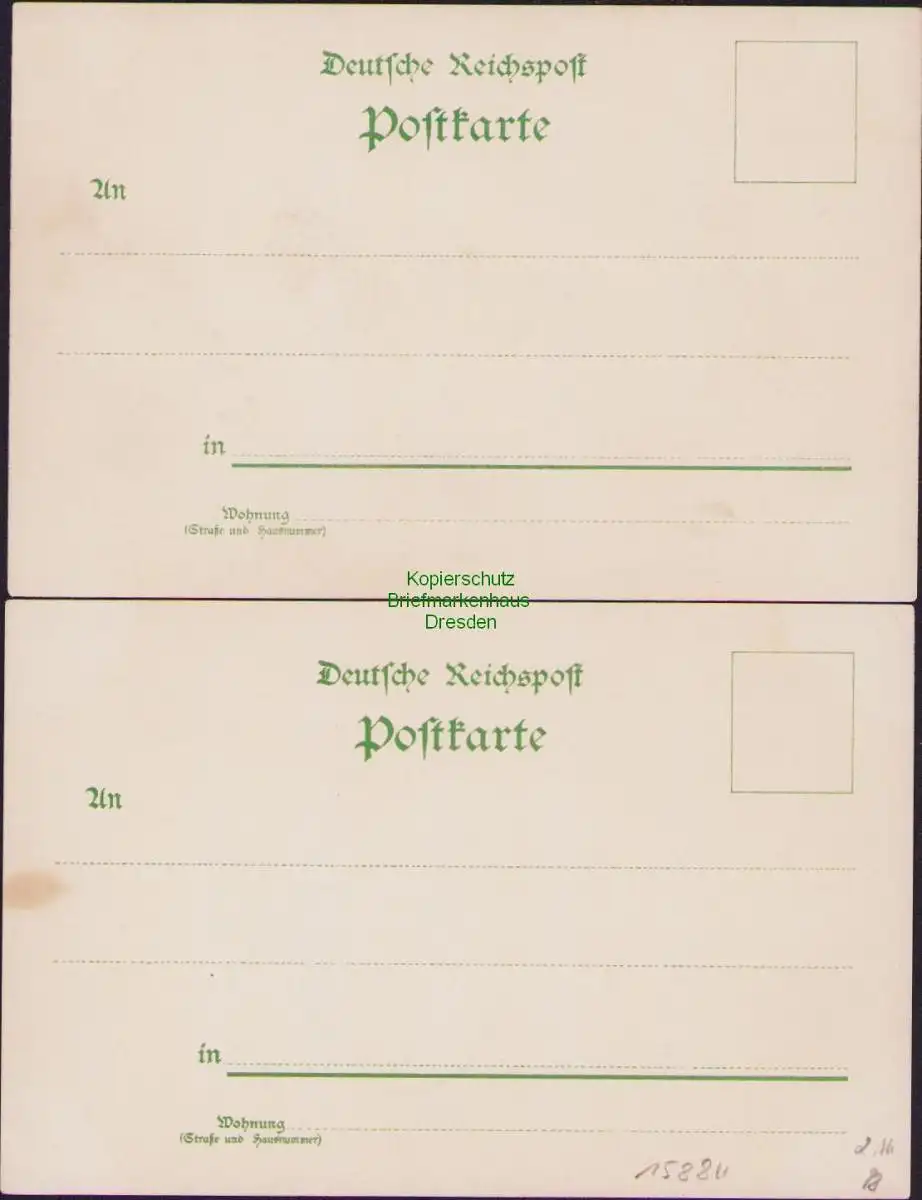 Deutsche Reichspost
Postkarte
An
in
Wohnung
(Straße und Hausnummer)
Kopierschutz
Briefmarkenhaus
Dresden
Deutsche Reichspost
Postkarte
An
in
Wohnung
(Straße und Hausnummer)